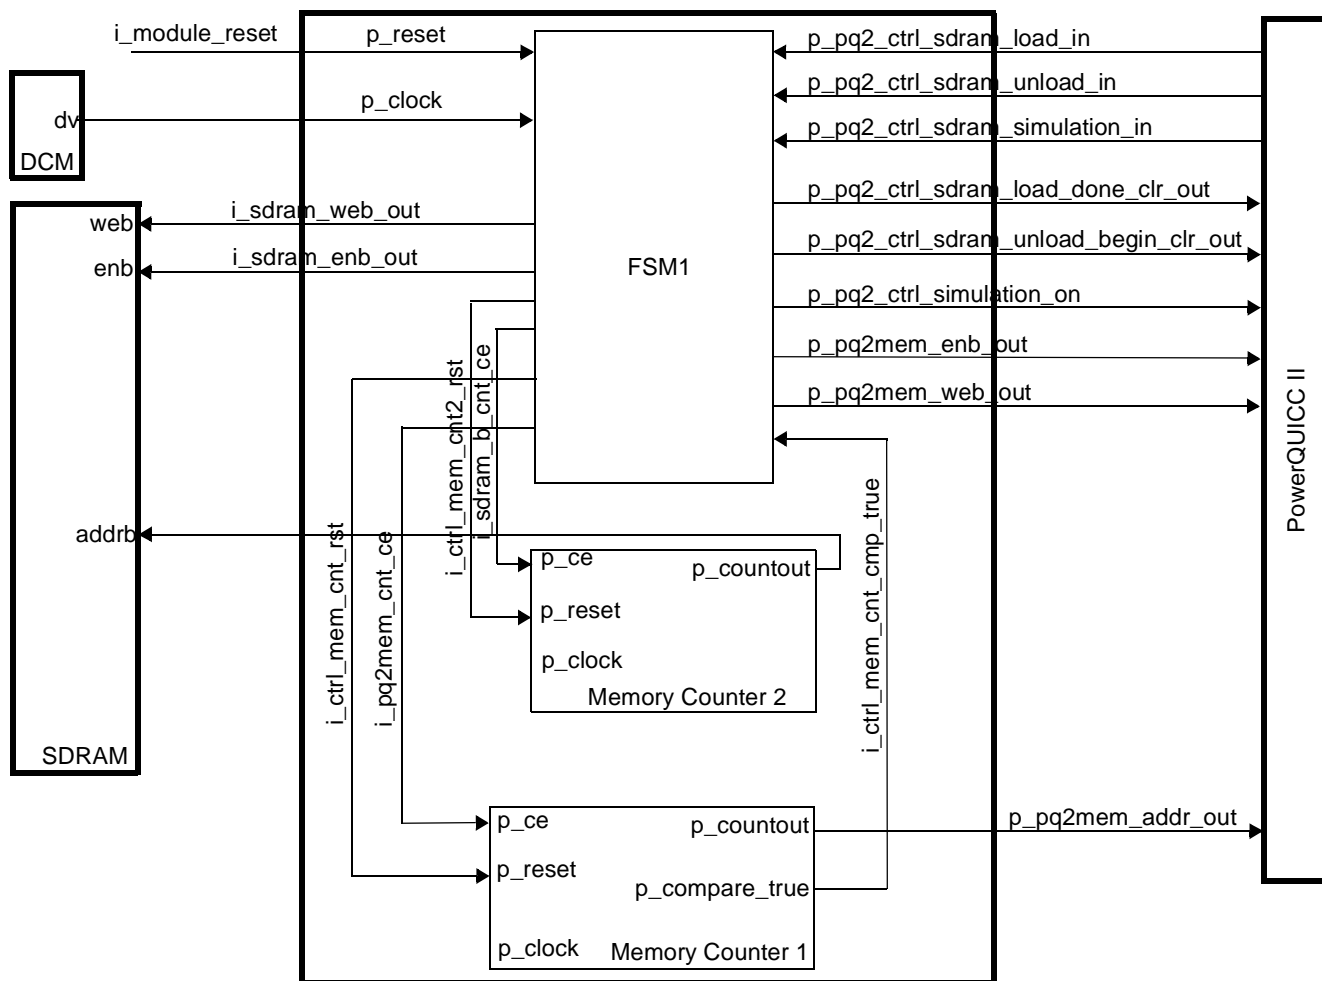 i_module_reset
p_reset
p_pq2_ctrl_sdram_load_in
p_pq2_ctrl_sdram_unload_in
p_clock
dv
DCM
p_pq2_ctrl_sdram_simulation_in
p_pq2_ctrl_sdram_load_done_clr_out
web
i_sdram_web_out
p_pq2_ctrl_sdram_unload_begin_clr_out
enb
i_sdram_enb_out
FSM1
p_pq2_ctrl_simulation_on
p_pq2mem_enb_out
p_pq2mem_web_out
PowerQUICC II
i_ctrl_mem_cnt2_rst
i_sdram_b_cnt_ce
i_ctrl_mem_cnt_rst
i_pq2mem_cnt_ce
i_ctrl_mem_cnt_cmp_true
addrb
p_ce
p_countout
p_reset
p_clock
Memory Counter 2
SDRAM
p_ce
p_countout
p_pq2mem_addr_out
p_reset
p_compare_true
p_clock
Memory Counter 1